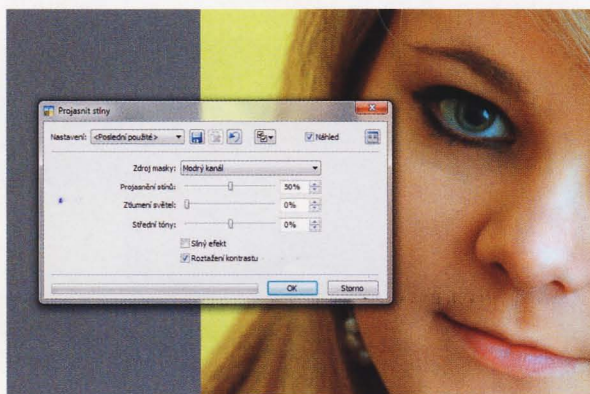 Projasnit stíny
Nastavení: <Poslední použité> Náhled
Zdroj masky: Modrý kanál
Projasnění stínů: 50%
Ztlumení světel: 0%
Střední tóny: 0%
Silný efekt
Roztažení kontrastu
OK Storno